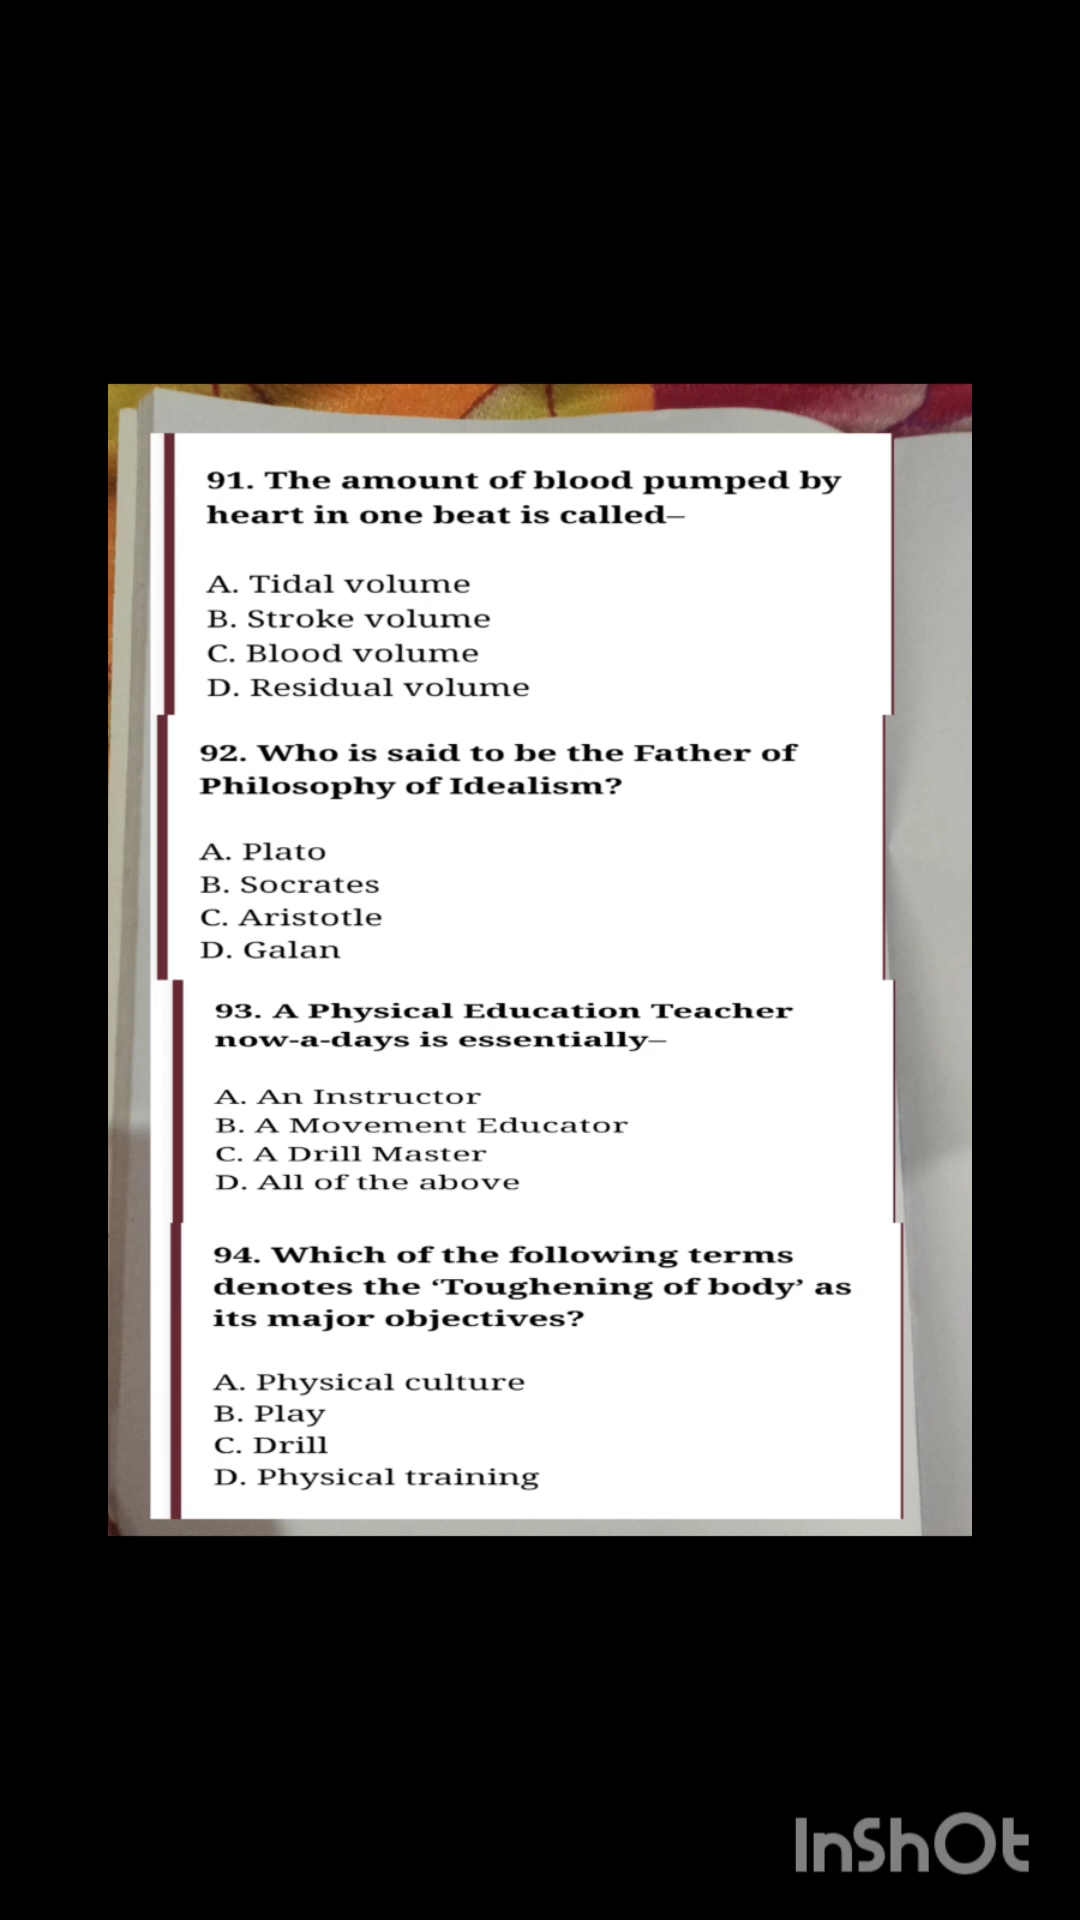 91. The amount of blood pumped by
heart in one beat is called–
A. Tidal volume
B. Stroke volume
C. Blood volume
D. Residual volume
92. Who is said to be the Father of
Philosophy of Idealism?
A. Plato
B. Socrates
C. Aristotle
D. Galan
93. A Physical Education Teacher
now-a-days is essentially–
A. An Instructor
B. A Movement Educator
C. A Drill Master
D. All of the above
94. Which of the following terms
denotes the ‘Toughening of body’ as
its major objectives?
A. Physical culture
B. Play
C. Drill
D. Physical training
InShOt